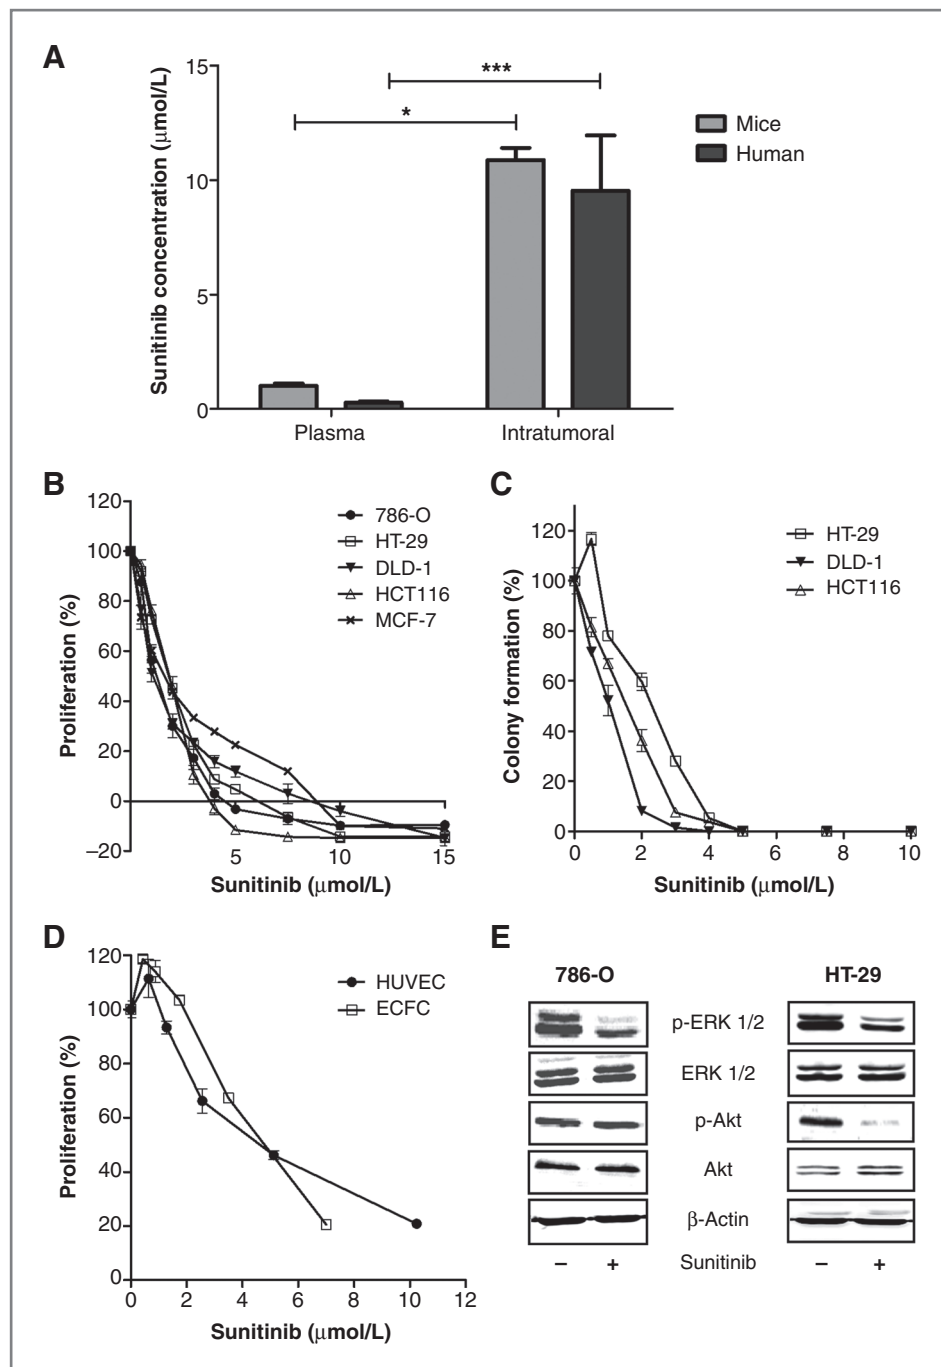 A
Sunitinib concentration (μmol/L)
15
10
5
0
***
*
Mice
Human
Plasma
Intratumoral
B
Proliferation (%)
120
100
80
60
40
20
0
–20
5
10
15
Sunitinib (μmol/L)
786-O
HT-29
DLD-1
HCT116
MCF-7
C
Colony formation (%)
120
100
80
60
40
20
0
0
2
4
6
8
10
Sunitinib (μmol/L)
HT-29
DLD-1
HCT116
D
Proliferation (%)
120
100
80
60
40
20
0
0
2
4
6
8
10
12
Sunitinib (μmol/L)
HUVEC
ECFC
E
786-O
HT-29
p-ERK 1/2
ERK 1/2
p-Akt
Akt
β-Actin
– + Sunitinib – +